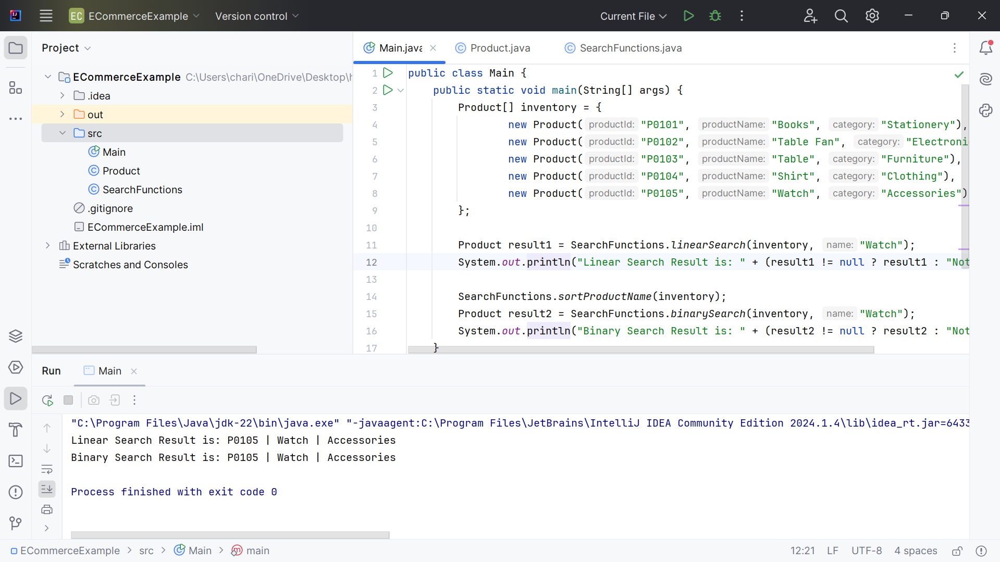 EC ECommerceExample Version control Current File
Project
ECommerceExample C:\Users\chari\OneDrive\Desktop\
.idea
out
src
Main
Product
SearchFunctions
.gitignore
ECommerceExample.iml
External Libraries
Scratches and Consoles
Main.java Product.java SearchFunctions.java
1 public class Main {
2 public static void main(String[] args) {
3 Product[] inventory = {
4 new Product( productId: "P0101", productName: "Books", category: "Stationery"),
5 new Product( productId: "P0102", productName: "Table Fan", category: "Electroni
6 new Product( productId: "P0103", productName: "Table", category: "Furniture"),
7 new Product( productId: "P0104", productName: "Shirt", category: "Clothing"),
8 new Product( productId: "P0105", productName: "Watch", category: "Accessories")
9 };
10
11 Product result1 = SearchFunctions.linearSearch(inventory, name: "Watch");
12 System.out.println("Linear Search Result is: " + (result1 != null ? result1 : "Not
13
14 SearchFunctions.sortProductName(inventory);
15 Product result2 = SearchFunctions.binarySearch(inventory, name: "Watch");
16 System.out.println("Binary Search Result is: " + (result2 != null ? result2 : "Not
17 }
Run Main
"C:\Program Files\Java\jdk-22\bin\java.exe" "-javaagent:C:\Program Files\JetBrains\IntelliJ IDEA Community Edition 2024.1.4\lib\idea_rt.jar=6433
Linear Search Result is: P0105 | Watch | Accessories
Binary Search Result is: P0105 | Watch | Accessories
Process finished with exit code 0
ECommerceExample > src > Main > main 12:21 LF UTF-8 4 spaces